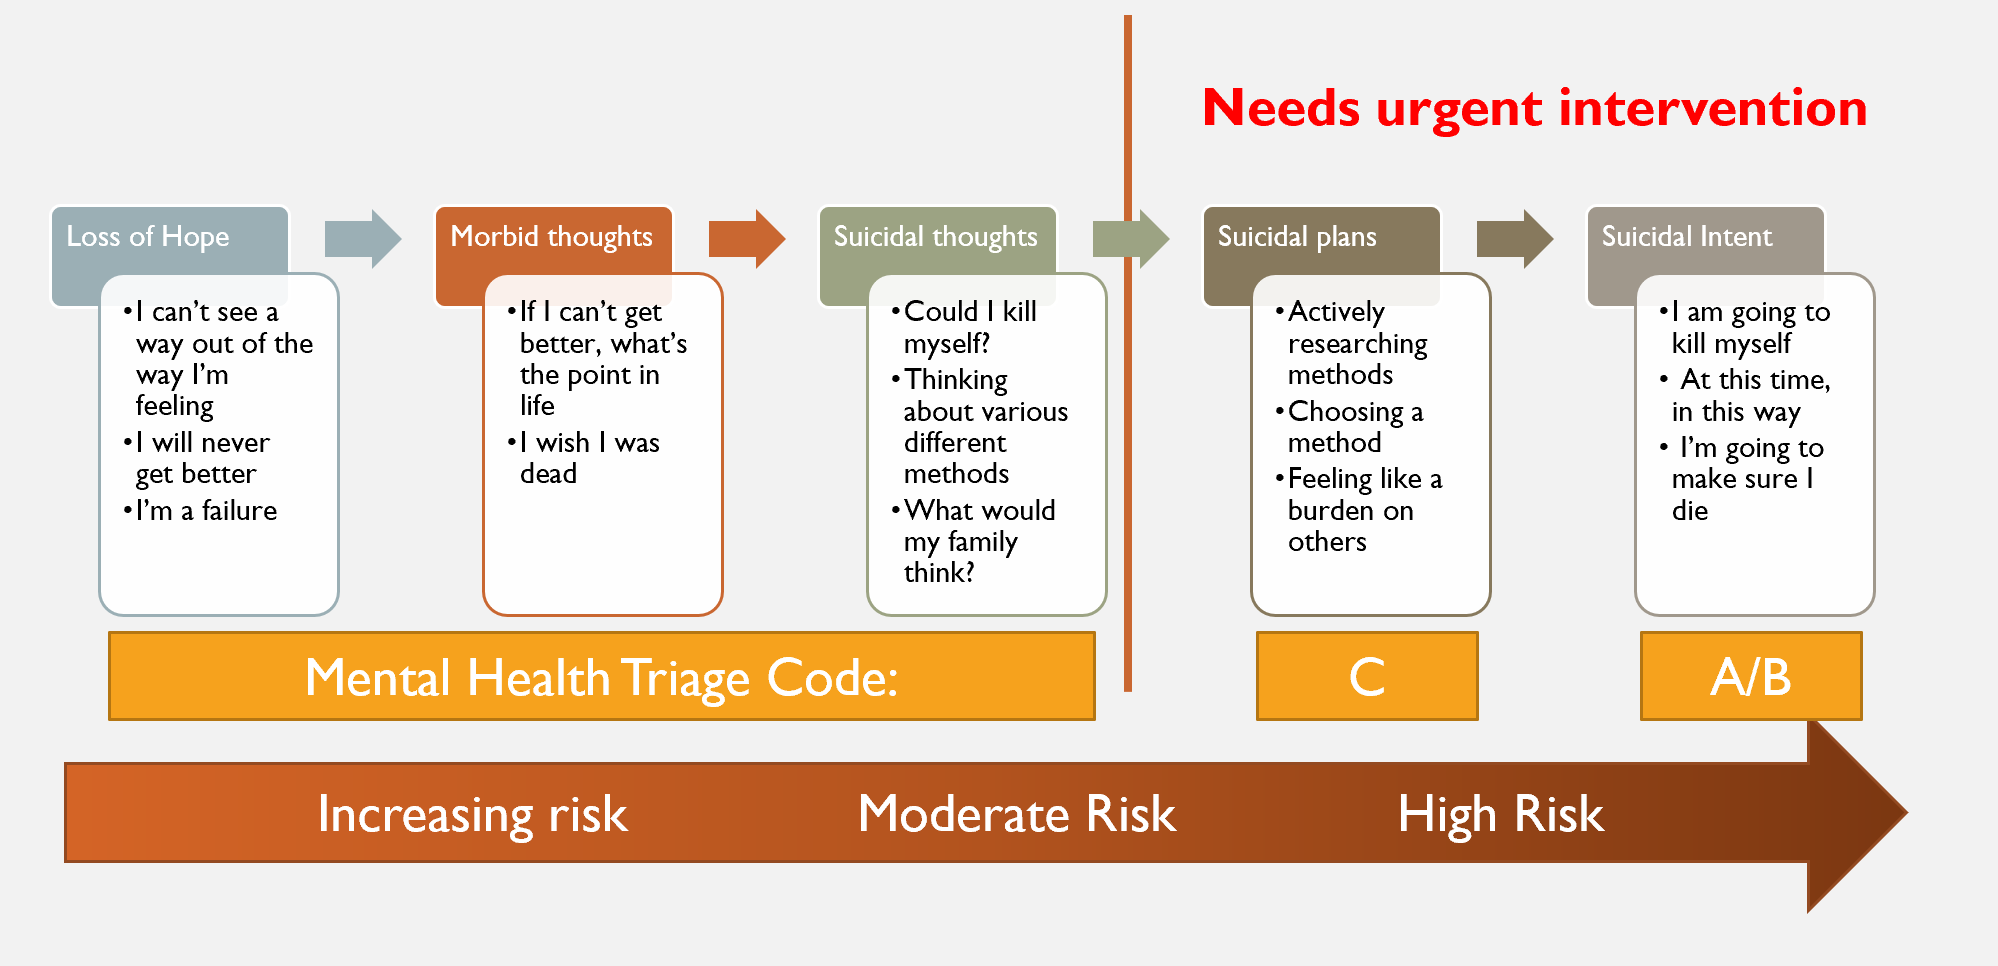 Needs urgent intervention
Loss of Hope
•I can’t see a
way out of the
way I’m
feeling
•I will never
get better
•I’m a failure
Morbid thoughts
•If I can’t get
better, what’s
the point in
life
•I wish I was
dead
Suicidal thoughts
•Could I kill
myself?
•Thinking
about various
different
methods
•What would
my family
think?
Suicidal plans
•Actively
researching
methods
•Choosing a
method
•Feeling like a
burden on
others
Suicidal Intent
•I am going to
kill myself
• At this time,
in this way
• I’m going to
make sure I
die
Mental Health Triage Code:
C
A/B
Increasing risk
Moderate Risk
High Risk